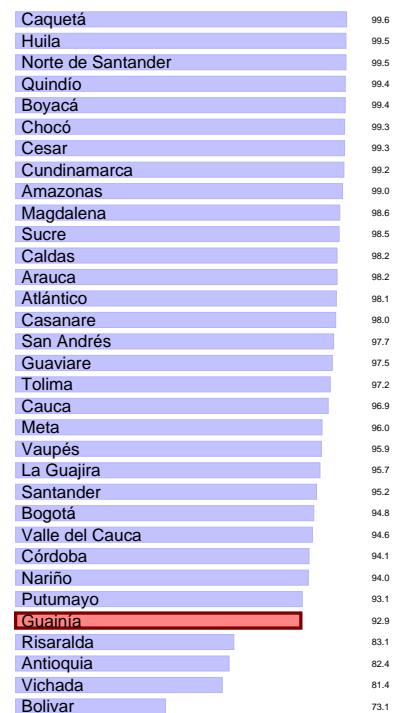 Caquetá 99.6
Huila 99.5
Norte de Santander 99.5
Quindío 99.4
Boyacá 99.4
Chocó 99.3
Cesar 99.3
Cundinamarca 99.2
Amazonas 99.0
Magdalena 98.6
Sucre 98.5
Caldas 98.2
Arauca 98.2
Atlántico 98.1
Casanare 98.0
San Andrés 97.7
Guaviare 97.5
Tolima 97.2
Cauca 96.9
Meta 96.0
Vaupés 95.9
La Guajira 95.7
Santander 95.2
Bogotá 94.8
Valle del Cauca 94.6
Córdoba 94.1
Nariño 94.0
Putumayo 93.1
Guainía 92.9
Risaralda 83.1
Antioquia 82.4
Vichada 81.4
Bolivar 73.1